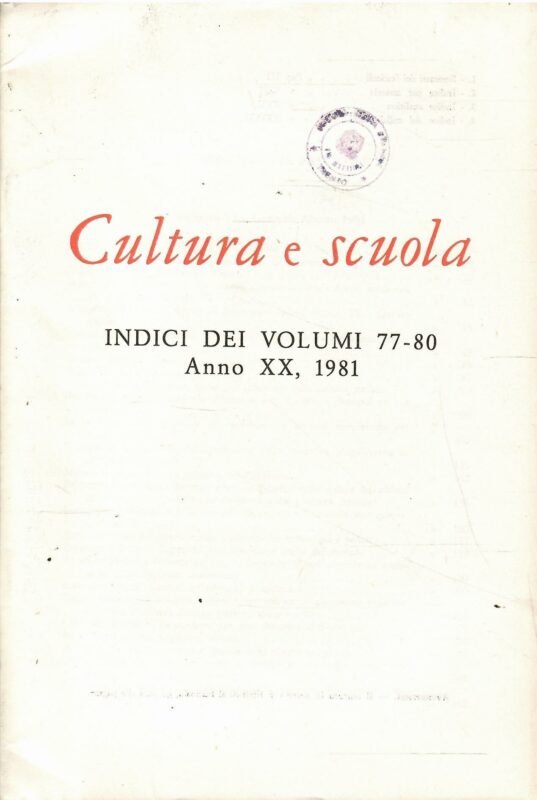 Cultura e scuola
INDICI DEI VOLUMI 77-80
Anno XX, 1981